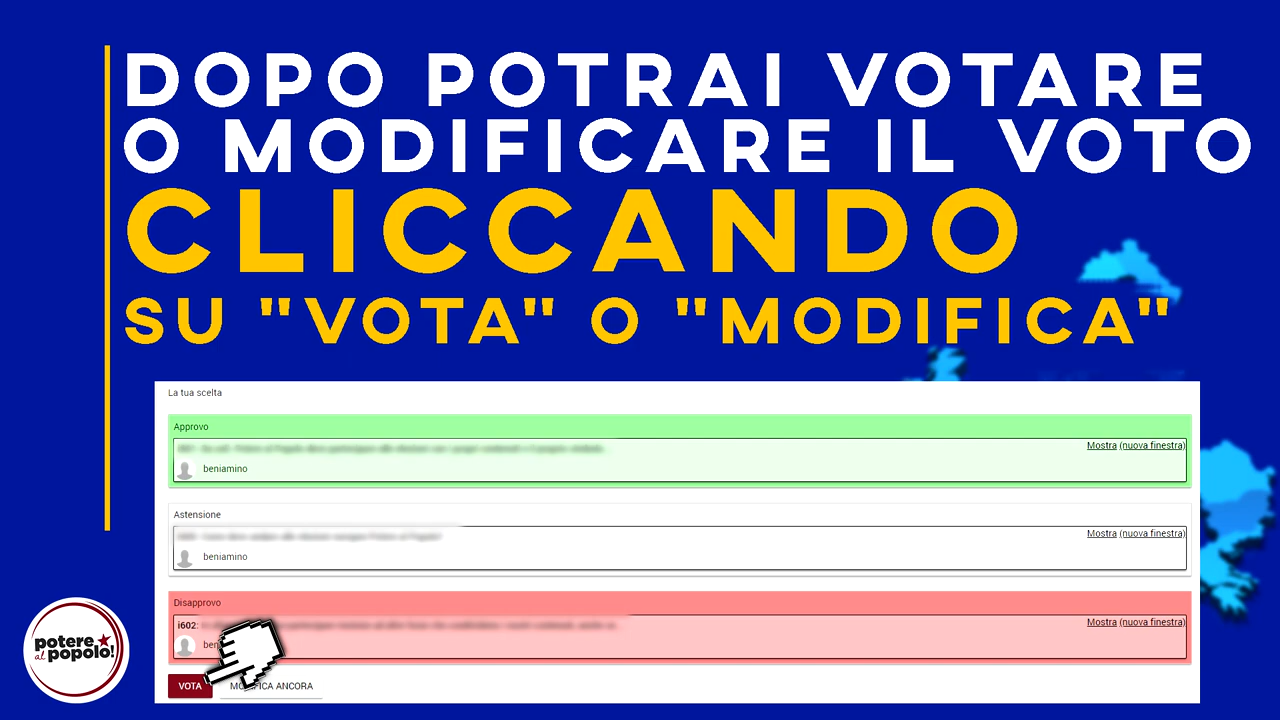 DOPO POTRAI VOTARE
O MODIFICARE IL VOTO
CLICCANDO
SU "VOTA" O "MODIFICA"
La tua scelta
Approvo
Mostra (nuova finestra)
beniamino
Astensione
Mostra (nuova finestra)
beniamino
Disapprovo
i602:
Mostra (nuova finestra)
VOTA
ANCORA
potere
al popolo!